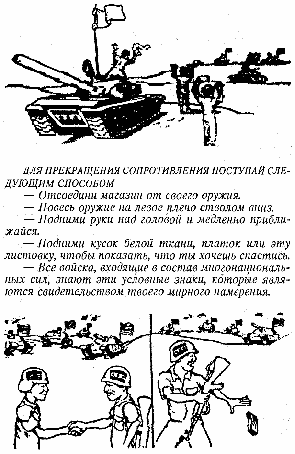 ДЛЯ ПРЕКРАЩЕНИЯ СОПРОТИВЛЕНИЯ ПОСТУПАЙ СЛЕ-
ДУЮЩИМ СПОСОБОМ
— Отсоедини магазин от своего оружия.
— Повесь оружие на левое плечо стволом вниз.
— Подними руки над головой и медленно прибли-
жайся.
— Подними кусок белой ткани, платок или эту
листовку, чтобы показать, что ты хочешь спастись.
— Все войска, входящие в состав многонациональ-
ных сил, знают эти условные знаки, которые явля-
ются свидетельством твоего мирного намерения.